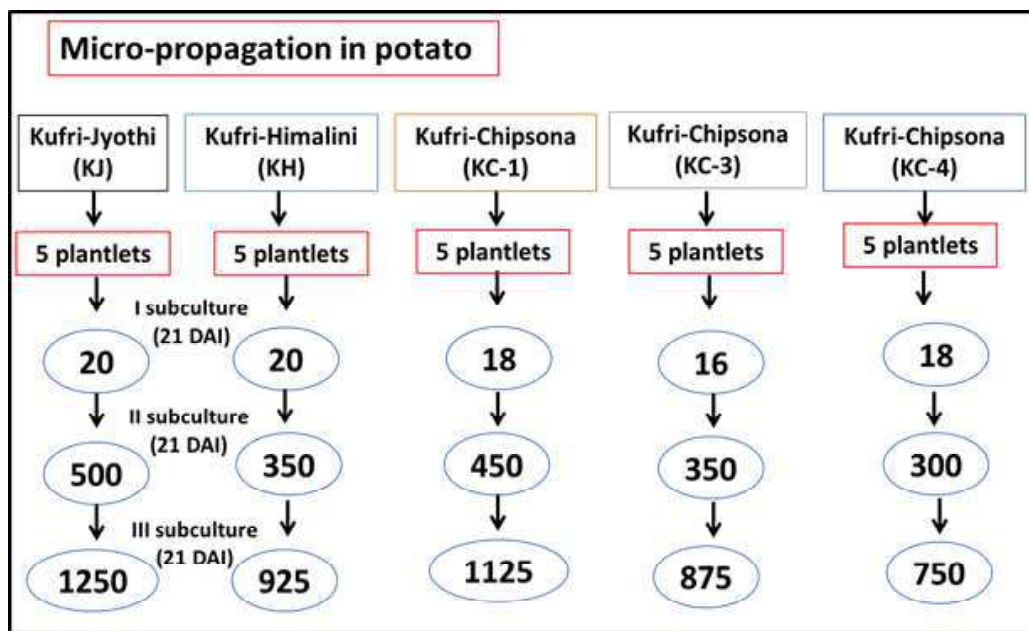 Micro-propagation in potato
Kufri-Jyothi
(KJ)
Kufri-Himalini
(KH)
Kufri-Chipsona
(KC-1)
Kufri-Chipsona
(KC-3)
Kufri-Chipsona
(KC-4)
5 plantlets
5 plantlets
5 plantlets
5 plantlets
5 plantlets
I subculture
(21 DAI)
20
20
18
16
18
II subculture
(21 DAI)
500
350
450
350
300
III subculture
(21 DAI)
1250
925
1125
875
750